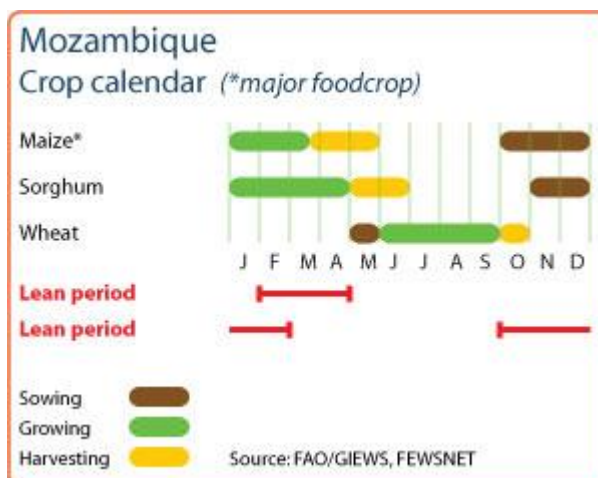 Mozambique
Crop calendar (*major foodcrop)
Maize*
Sorghum
Wheat
J F M A M J J A S O N D
Lean period
Lean period
Sowing
Growing
Harvesting
Source: FAO/GIEWS, FEWSNET